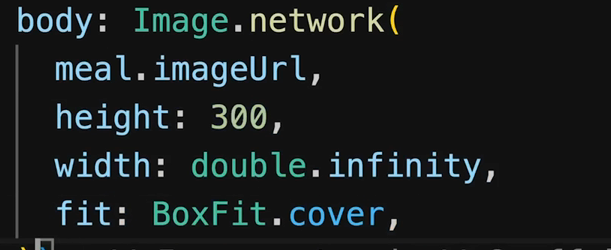 body: Image.network(
meal.imageUrl,
height: 300,
width: double.infinity,
fit: BoxFit.cover,